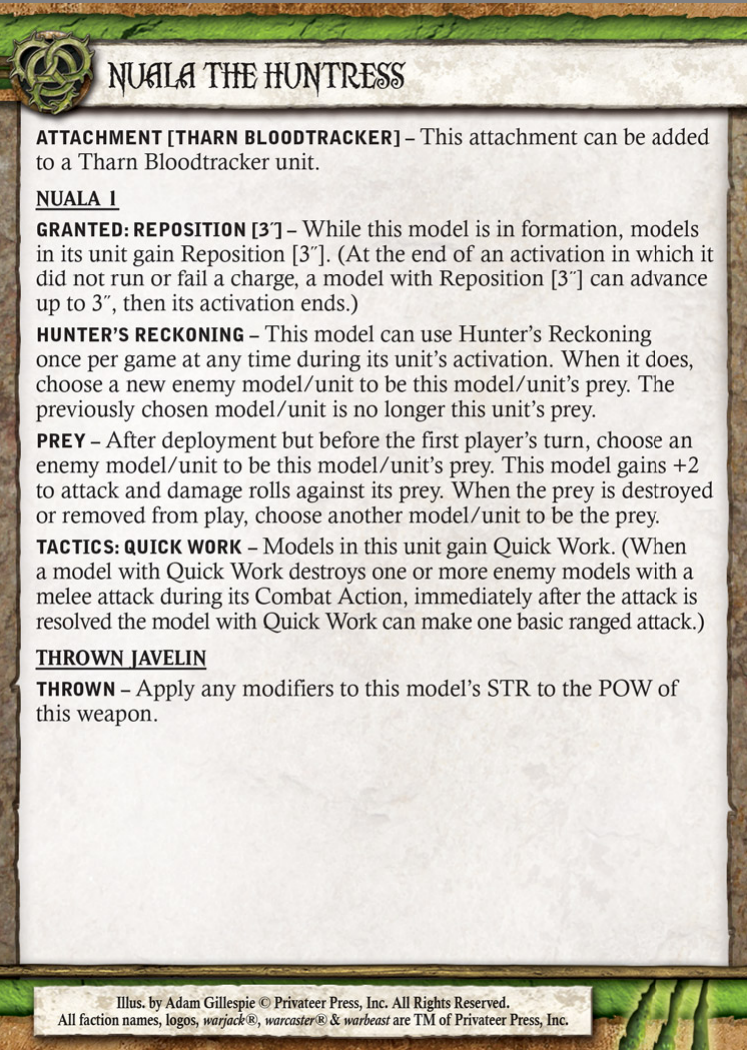 NUALA THE HUNTRESS
ATTACHMENT [THARN BLOODTRACKER] – This attachment can be added
to a Tharn Bloodtracker unit.
NUALA 1
GRANTED: REPOSITION [3˝] – While this model is in formation, models
in its unit gain Reposition [3˝]. (At the end of an activation in which it
did not run or fail a charge, a model with Reposition [3˝] can advance
up to 3˝, then its activation ends.)
HUNTER'S RECKONING – This model can use Hunter's Reckoning
once per game at any time during its unit's activation. When it does,
choose a new enemy model/unit to be this model/unit's prey. The
previously chosen model/unit is no longer this unit's prey.
PREY – After deployment but before the first player's turn, choose an
enemy model/unit to be this model/unit's prey. This model gains +2
to attack and damage rolls against its prey. When the prey is destroyed
or removed from play, choose another model/unit to be the prey.
TACTICS: QUICK WORK – Models in this unit gain Quick Work. (When
a model with Quick Work destroys one or more enemy models with a
melee attack during its Combat Action, immediately after the attack is
resolved the model with Quick Work can make one basic ranged attack.)
THROWN JAVELIN
THROWN – Apply any modifiers to this model's STR to the POW of
this weapon.
Illus. by Adam Gillespie © Privateer Press, Inc. All Rights Reserved.
All faction names, logos, warjack®, warcaster® & warbeast are TM of Privateer Press, Inc.